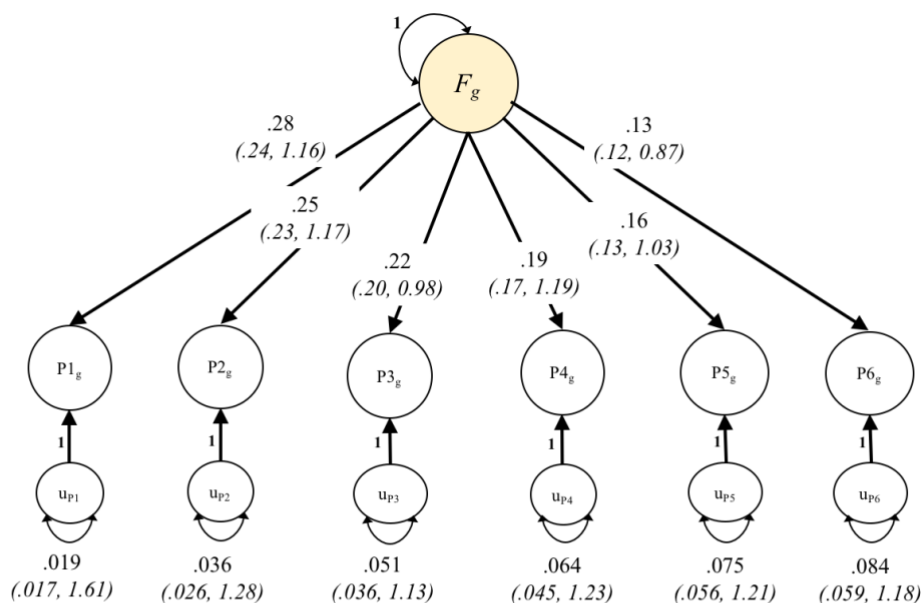 1
F_g
.28
(.24, 1.16)
.13
(.12, 0.87)
.25
(.23, 1.17)
.16
(.13, 1.03)
.22
(.20, 0.98)
.19
(.17, 1.19)
P1_g
P2_g
P3_g
P4_g
P5_g
P6_g
1
1
1
1
1
1
u_P1
u_P2
u_P3
u_P4
u_P5
u_P6
.019
(.017, 1.61)
.036
(.026, 1.28)
.051
(.036, 1.13)
.064
(.045, 1.23)
.075
(.056, 1.21)
.084
(.059, 1.18)